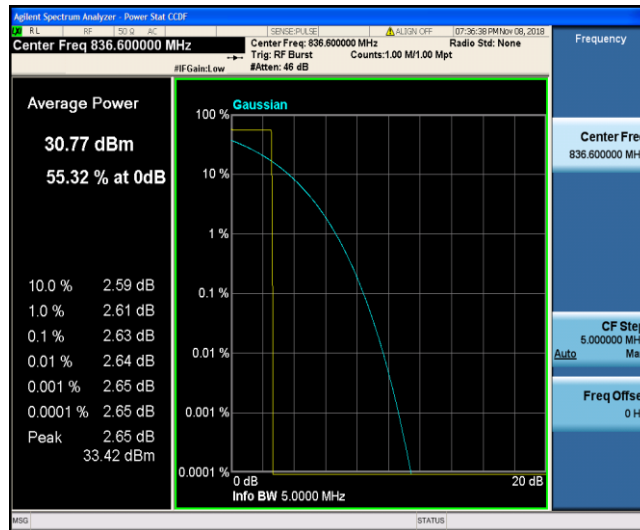 Agilent Spectrum Analyzer - Power Stat CCDF
RL RF 50 Ω AC SENSE:PULSE ALIGN OFF 07:36:38 PM Nov 08, 2018
Center Freq 836.600000 MHz
Center Freq: 836.600000 MHz Radio Std: None
Trig: RF Burst Counts:1.00 M/1.00 Mpt
#IFGain:Low #Atten: 46 dB
Frequency
Average Power
30.77 dBm
55.32 % at 0dB
10.0 % 2.59 dB
1.0 % 2.61 dB
0.1 % 2.63 dB
0.01 % 2.64 dB
0.001 % 2.65 dB
0.0001 % 2.65 dB
Peak 2.65 dB
33.42 dBm
Gaussian
100 %
10 %
1 %
0.1 %
0.01 %
0.001 %
0.0001 %
0 dB 20 dB
Info BW 5.0000 MHz
Center Fre
836.600000 MH
CF Step
5.000000 MH
Auto Ma
Freq Offse
0 H
MSG STATUS